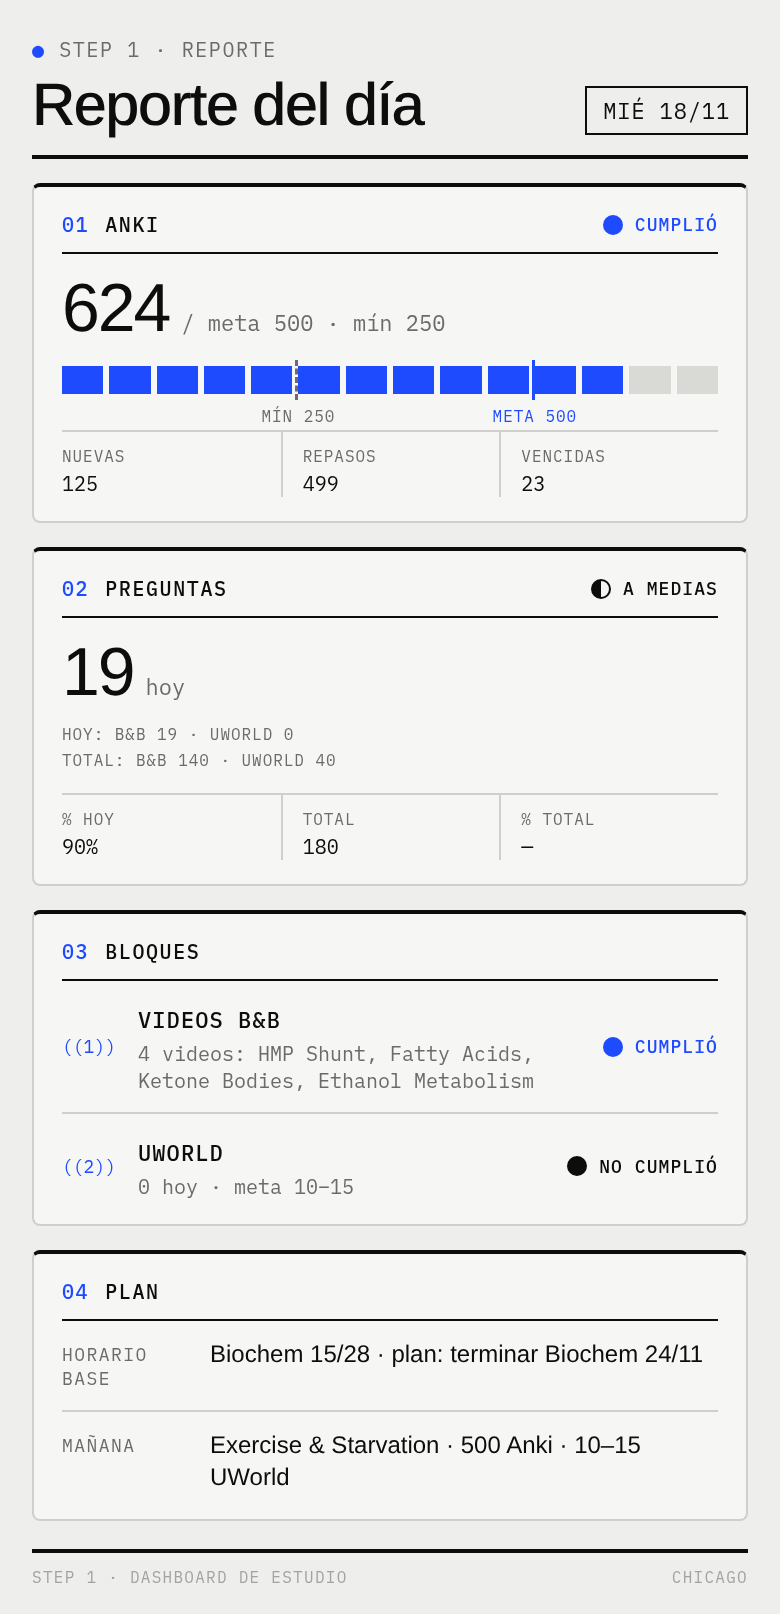 STEP 1 · REPORTE
Reporte del día
MIÉ 18/11
01 ANKI
CUMPLIÓ
624 / meta 500 · mín 250
MÍN 250
META 500
NUEVAS
REPASOS
VENCIDAS
125
499
23
02 PREGUNTAS
A MEDIAS
19 hoy
HOY: B&B 19 · UWORLD 0
TOTAL: B&B 140 · UWORLD 40
% HOY
TOTAL
% TOTAL
90%
180
—
03 BLOQUES
((1))
VIDEOS B&B
4 videos: HMP Shunt, Fatty Acids,
Ketone Bodies, Ethanol Metabolism
CUMPLIÓ
((2))
UWORLD
0 hoy · meta 10–15
NO CUMPLIÓ
04 PLAN
HORARIO
BASE
Biochem 15/28 · plan: terminar Biochem 24/11
MAÑANA
Exercise & Starvation · 500 Anki · 10–15
UWorld
STEP 1 · DASHBOARD DE ESTUDIO
CHICAGO